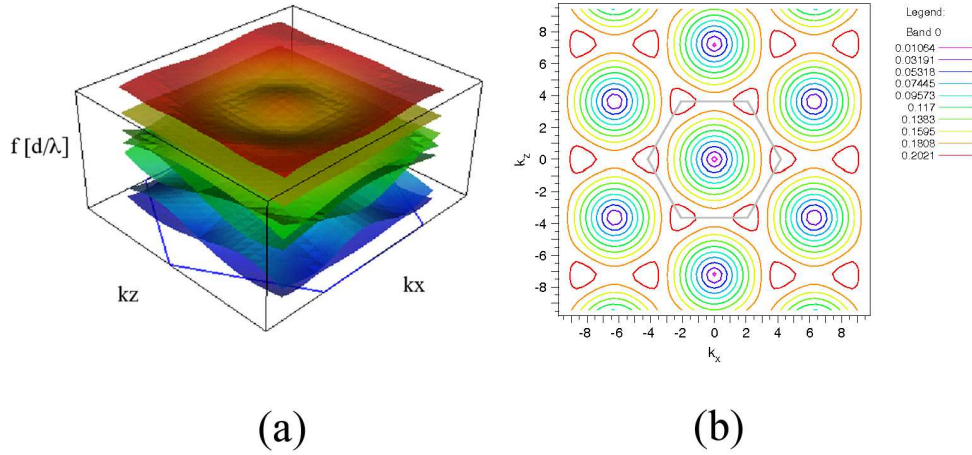 f [d/λ]
kz
kx
(a)
8
6
4
2
0
-2
-4
-6
-8
kz
-8 -6 -4 -2 0 2 4 6 8
kx
(b)
Legend:
Band 0
0.01064
0.03191
0.05318
0.07445
0.09573
0.117
0.1383
0.1595
0.1808
0.2021